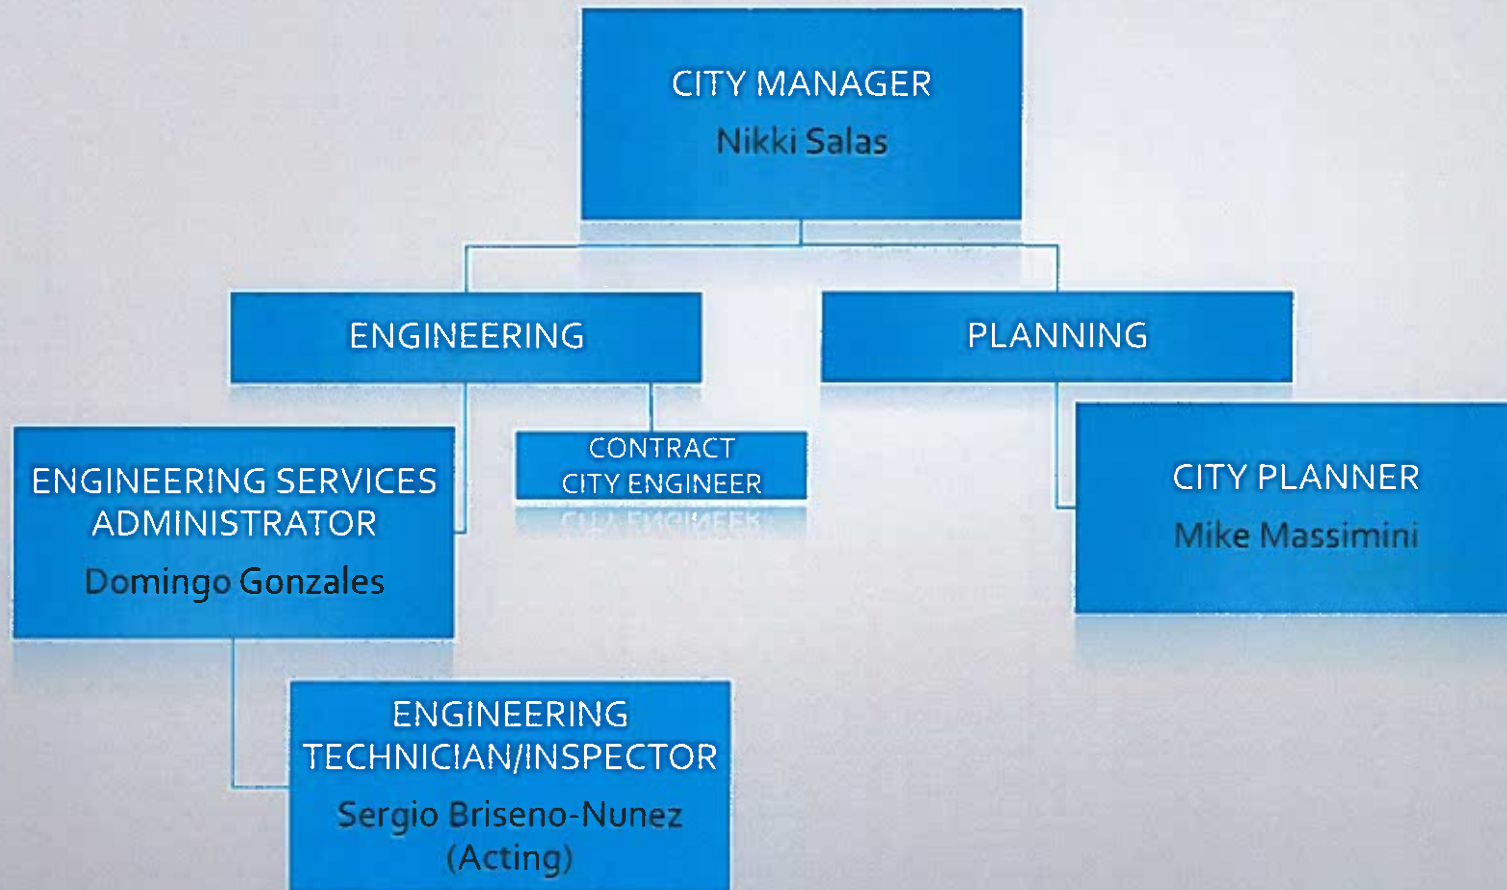 CITY MANAGER
Nikki Salas
ENGINEERING
PLANNING
CONTRACT
CITY ENGINEER
ENGINEERING SERVICES
ADMINISTRATOR
Domingo Gonzales
CITY PLANNER
Mike Massimini
ENGINEERING
TECHNICIAN/INSPECTOR
Sergio Briseno-Nunez
(Acting)